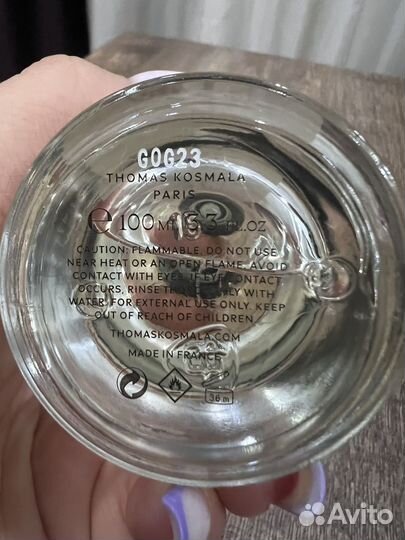 G0G23
THOMAS KOSMALA
PARIS
e 100 ML 3.3 FL.OZ
CAUTION: FLAMMABLE. DO NOT USE
NEAR HEAT OR AN OPEN FLAME. AVOID
CONTACT WITH EYES. IF EYE CONTACT
OCCURS, RINSE THOROUGHLY WITH
WATER. FOR EXTERNAL USE ONLY. KEEP
OUT OF REACH OF CHILDREN.
THOMASKOSMALA.COM
MADE IN FRANCE
36 m
Avito